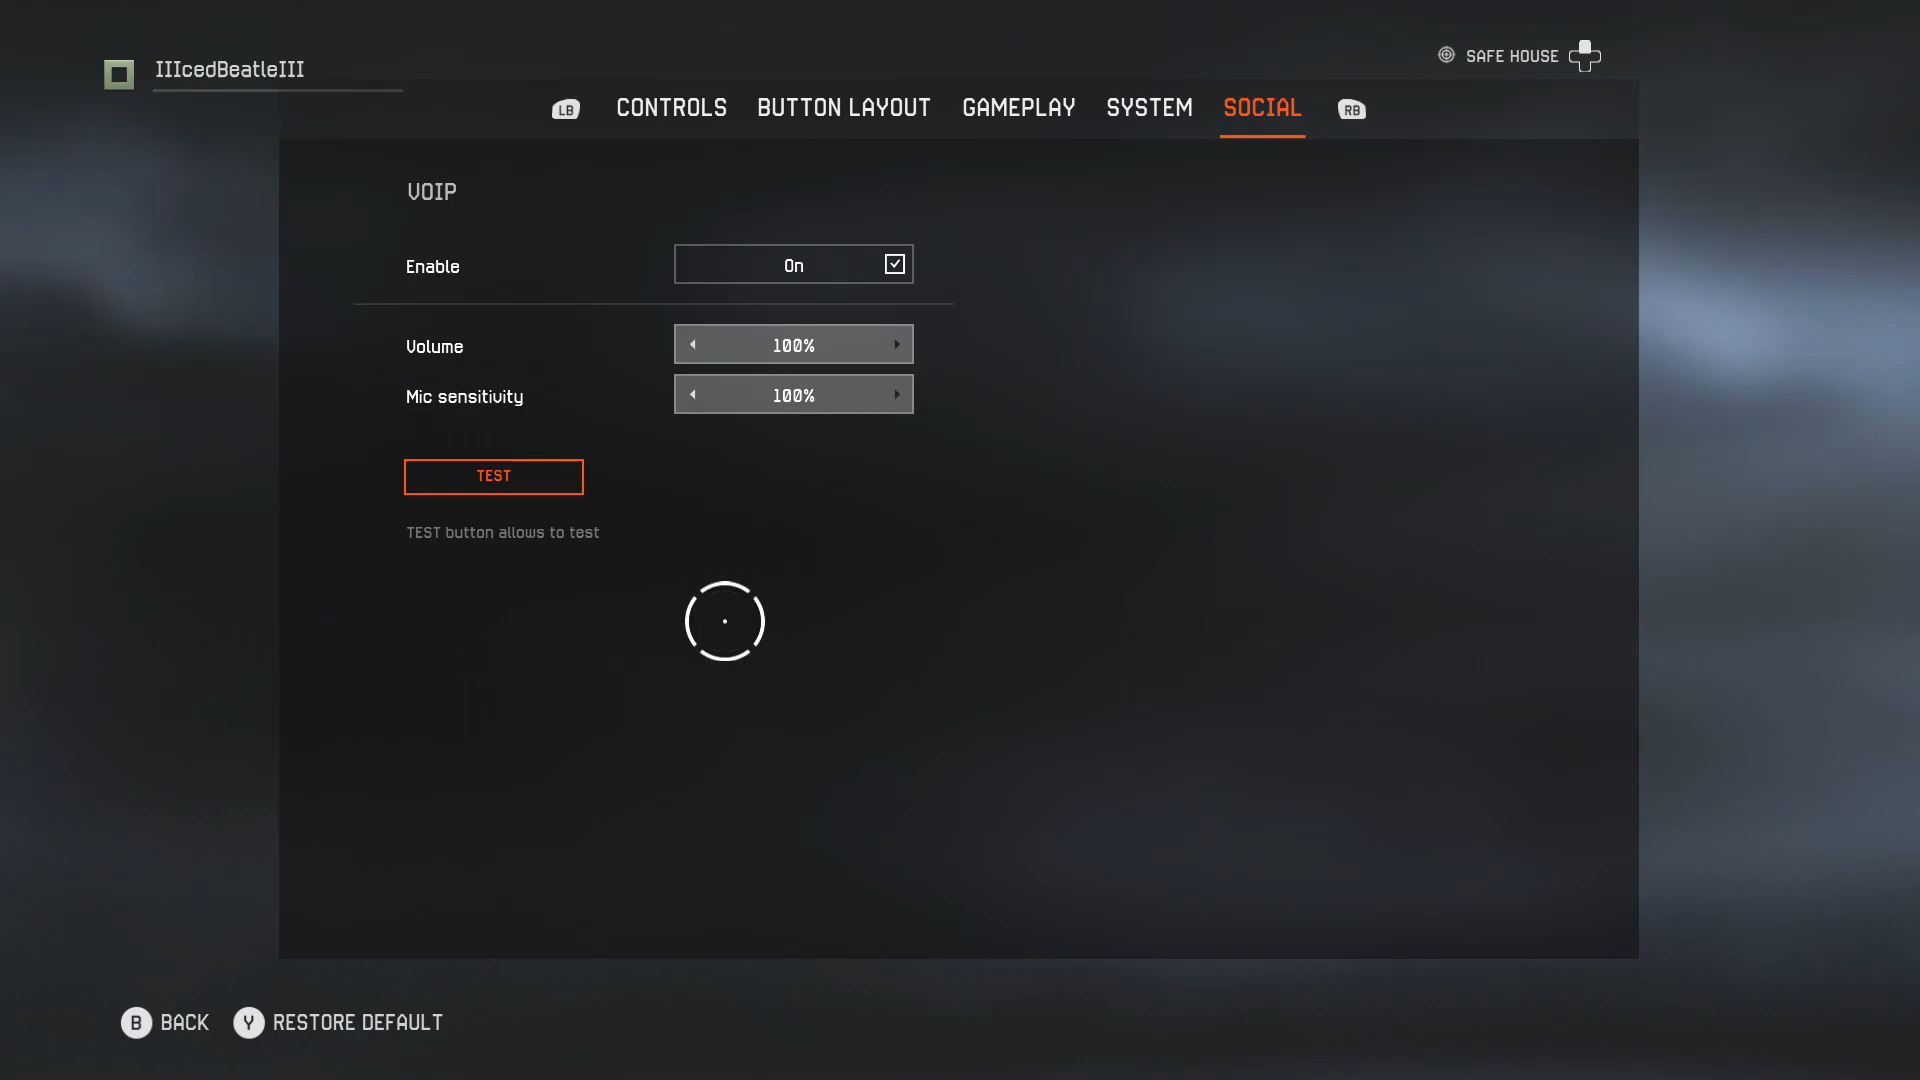 IIIcedBeatleIII
SAFE HOUSE
LB CONTROLS BUTTON LAYOUT GAMEPLAY SYSTEM SOCIAL RB
VOIP
Enable On
Volume 100%
Mic sensitivity 100%
TEST
TEST button allows to test
B BACK Y RESTORE DEFAULT